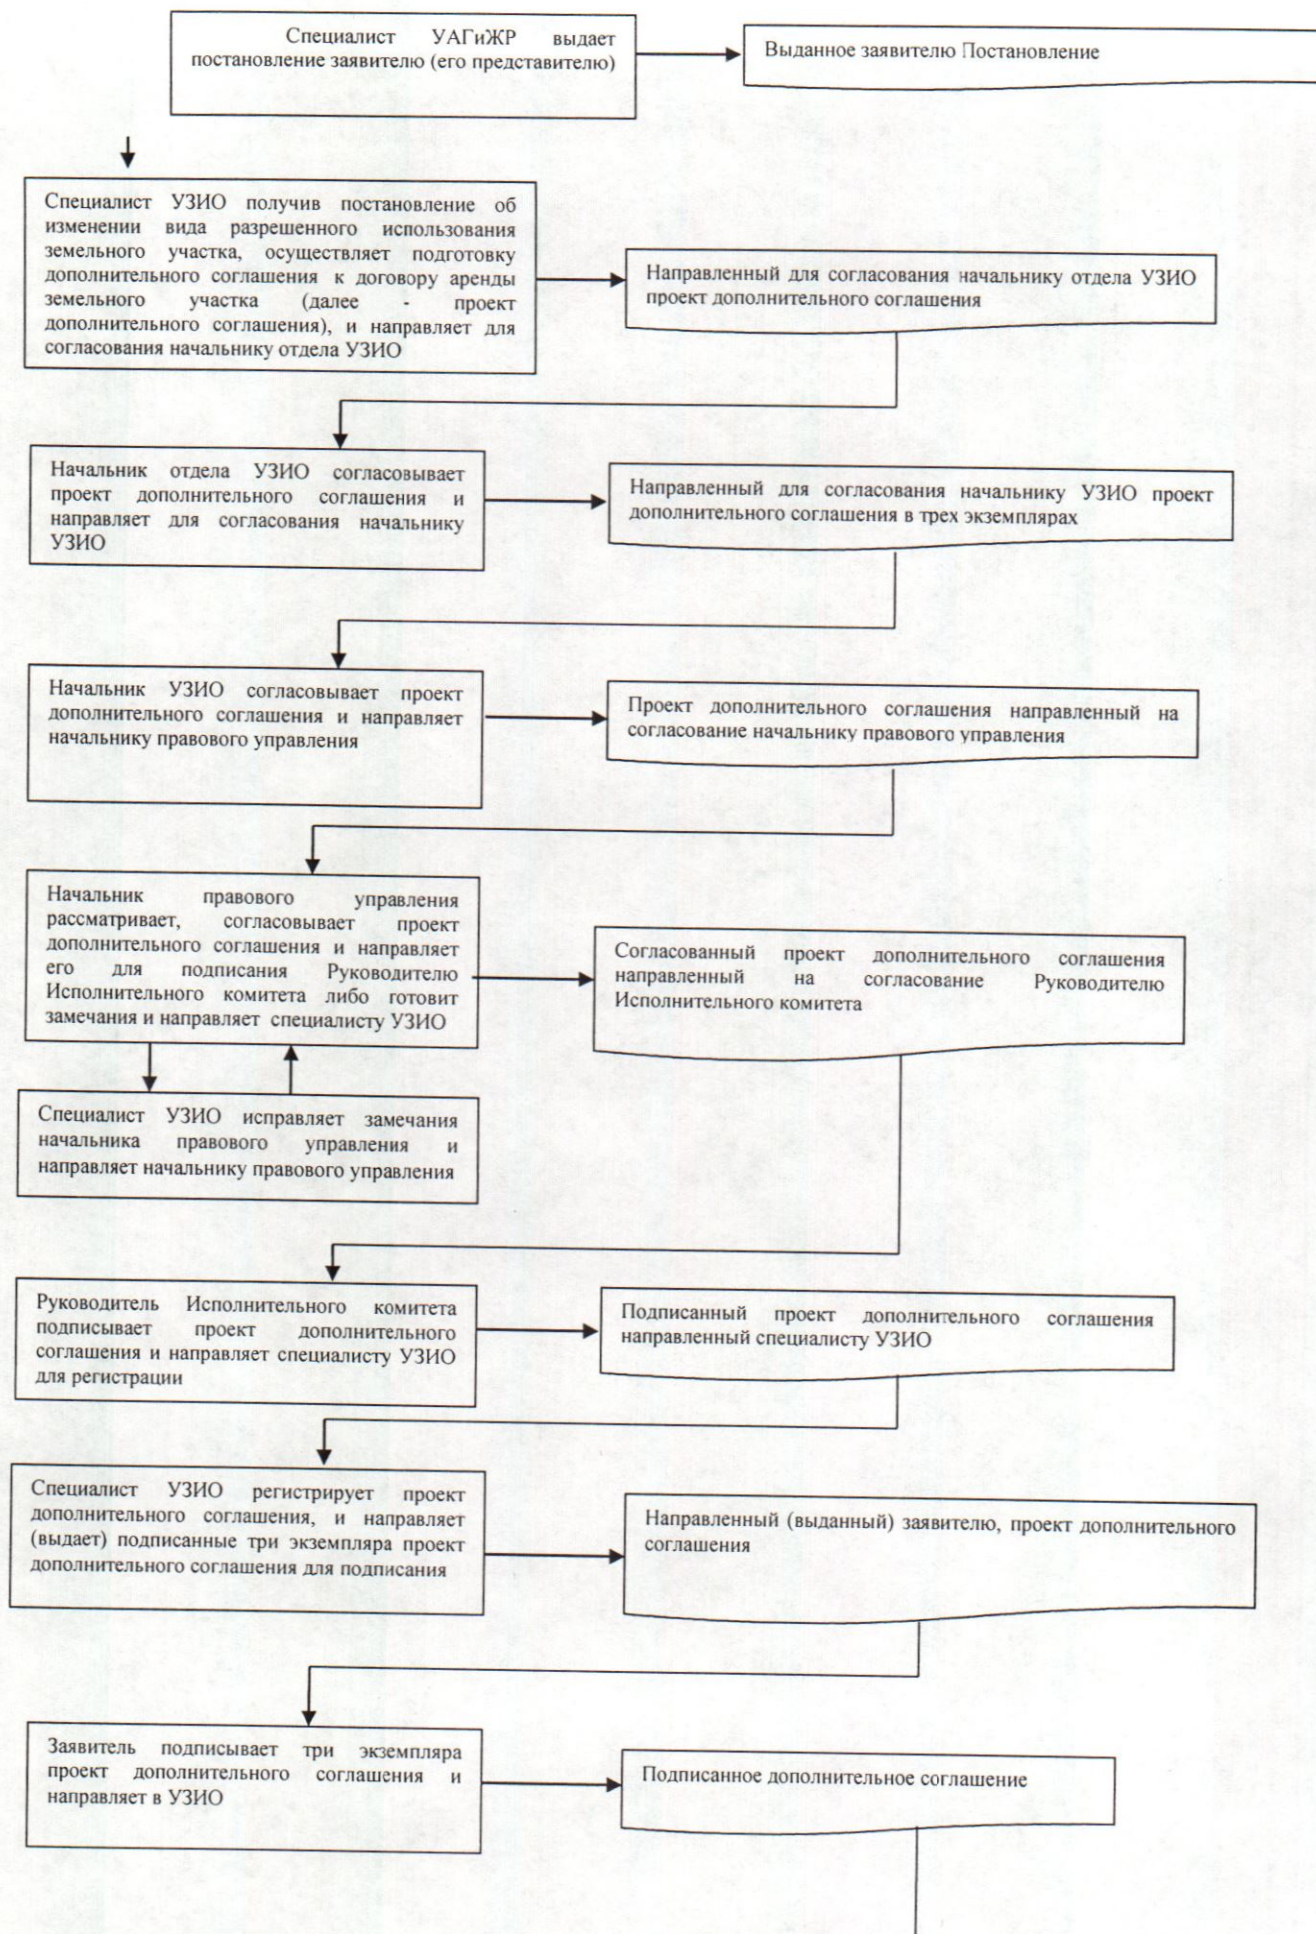 Специалист УАГиЖР выдает
постановление заявителю (его представителю)
Выданное заявителю Постановление
Специалист УЗИО получив постановление об
изменении вида разрешенного использования
земельного участка, осуществляет подготовку
дополнительного соглашения к договору аренды
земельного участка (далее - проект
дополнительного соглашения), и направляет для
согласования начальнику отдела УЗИО
Направленный для согласования начальнику отдела УЗИО
проект дополнительного соглашения
Начальник отдела УЗИО согласовывает
проект дополнительного соглашения и
направляет для согласования начальнику
УЗИО
Направленный для согласования начальнику УЗИО проект
дополнительного соглашения в трех экземплярах
Начальник УЗИО согласовывает проект
дополнительного соглашения и направляет
начальнику правового управления
Проект дополнительного соглашения направленный на
согласование начальнику правового управления
Начальник правового управления
рассматривает, согласовывает проект
дополнительного соглашения и направляет
его для подписания Руководителю
Исполнительного комитета либо готовит
замечания и направляет специалисту УЗИО
Согласованный проект дополнительного соглашения
направленный на согласование Руководителю
Исполнительного комитета
Специалист УЗИО исправляет замечания
начальника правового управления и
направляет начальнику правового управления
Руководитель Исполнительного комитета
подписывает проект дополнительного
соглашения и направляет специалисту УЗИО
для регистрации
Подписанный проект дополнительного соглашения
направленный специалисту УЗИО
Специалист УЗИО регистрирует проект
дополнительного соглашения, и направляет
(выдает) подписанные три экземпляра проект
дополнительного соглашения для подписания
Направленный (выданный) заявителю, проект дополнительного
соглашения
Заявитель подписывает три экземпляра
проект дополнительного соглашения и
направляет в УЗИО
Подписанное дополнительное соглашение